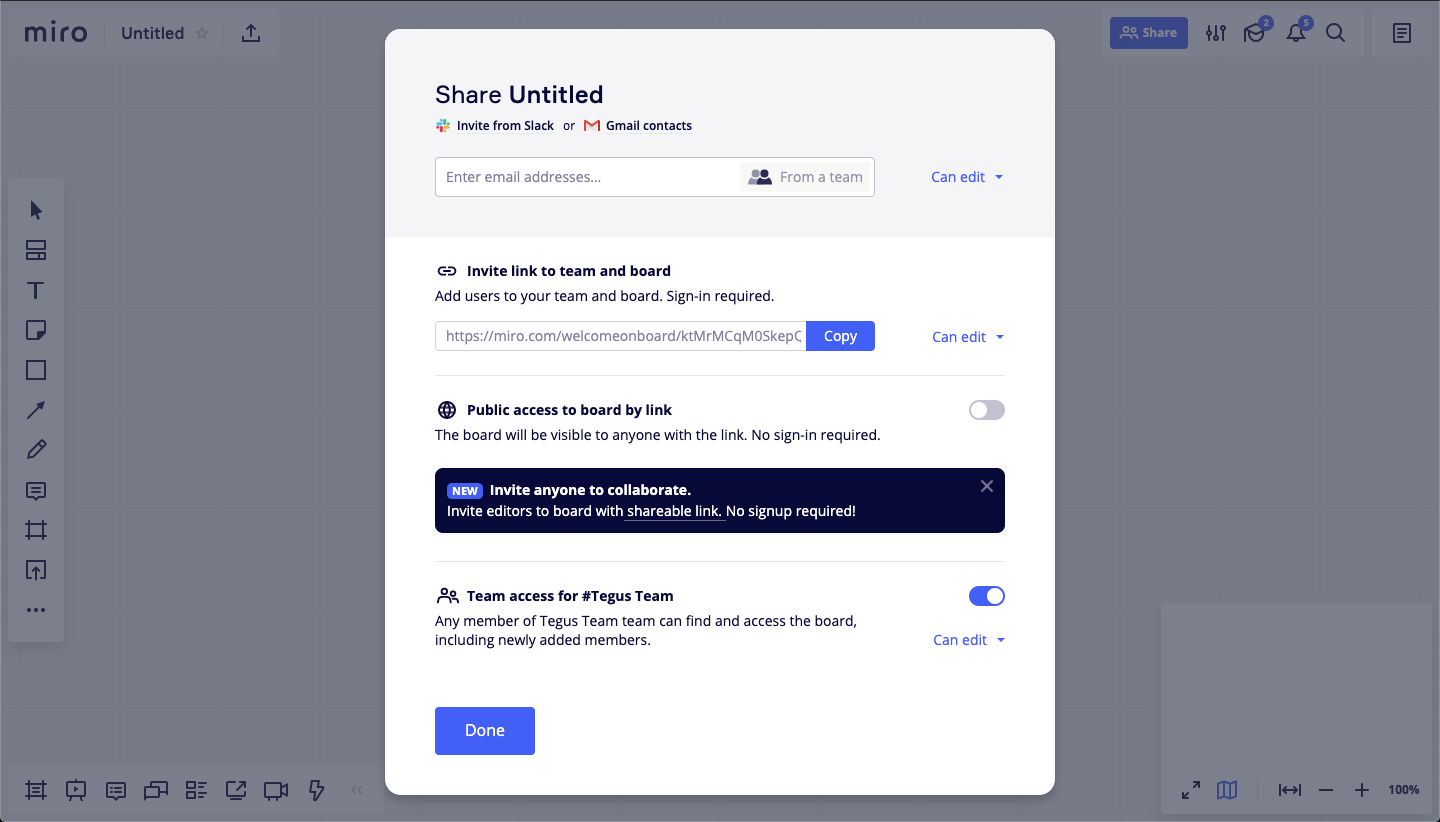 miro
Untitled
Share
2
5
Share Untitled
Invite from Slack or Gmail contacts
Enter email addresses...
From a team
Can edit
Invite link to team and board
Add users to your team and board. Sign-in required.
https://miro.com/welcomeonboard/ktMrMCqM0Skep
Copy
Can edit
Public access to board by link
The board will be visible to anyone with the link. No sign-in required.
NEW Invite anyone to collaborate.
Invite editors to board with shareable link. No signup required!
Team access for #Tegus Team
Any member of Tegus Team team can find and access the board,
including newly added members.
Can edit
Done
100%